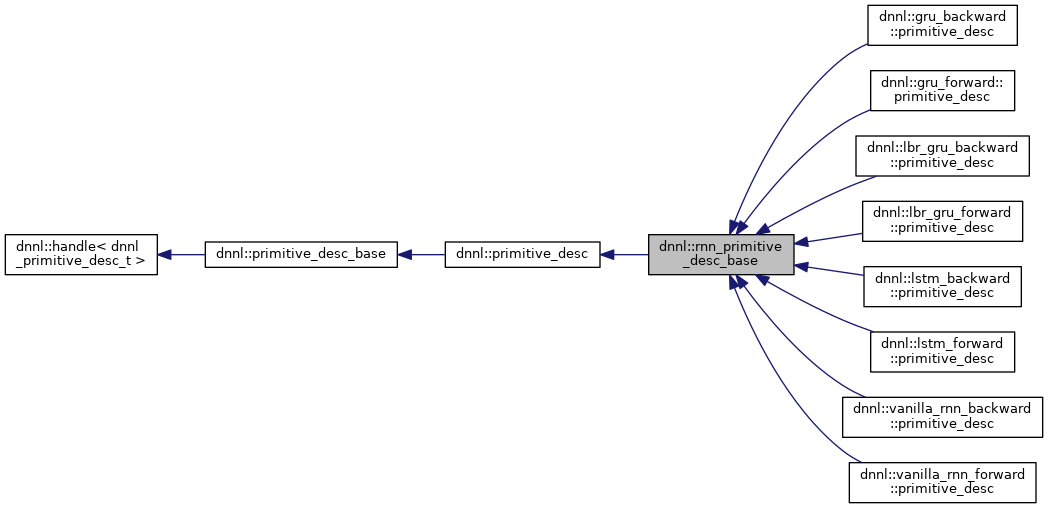 dnnl::handle< dnnl
_primitive_desc_t >
dnnl::primitive_desc_base
dnnl::primitive_desc
dnnl::rnn_primitive
_desc_base
dnnl::gru_backward
::primitive_desc
dnnl::gru_forward::
primitive_desc
dnnl::lbr_gru_backward
::primitive_desc
dnnl::lbr_gru_forward
::primitive_desc
dnnl::lstm_backward
::primitive_desc
dnnl::lstm_forward
::primitive_desc
dnnl::vanilla_rnn_backward
::primitive_desc
dnnl::vanilla_rnn_forward
::primitive_desc